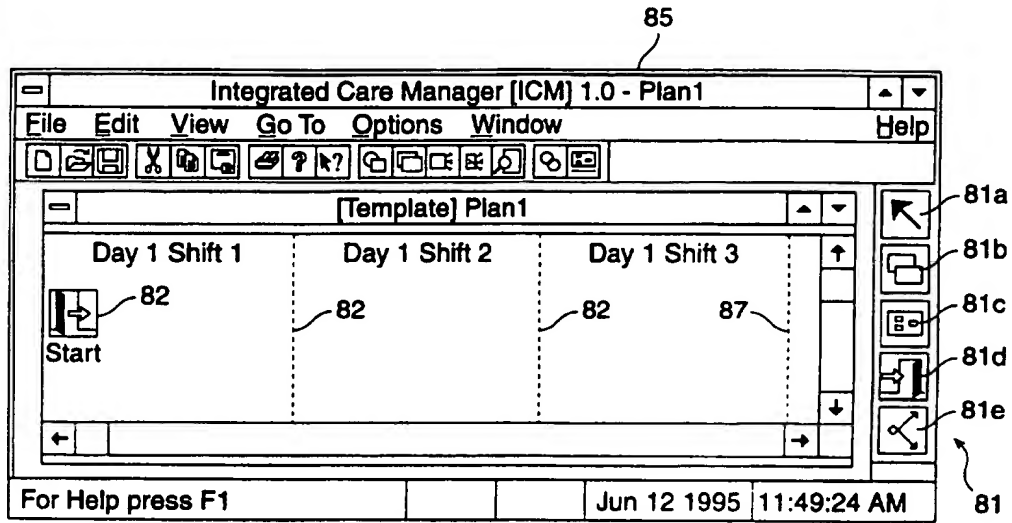 85
Integrated Care Manager [ICM] 1.0 - Plan1
File Edit View Go To Options Window Help
? ?
[Template] Plan1
Day 1 Shift 1 Day 1 Shift 2 Day 1 Shift 3
82 82 82 87
Start
81a
81b
81c
81d
81e
81
For Help press F1 Jun 12 1995 11:49:24 AM